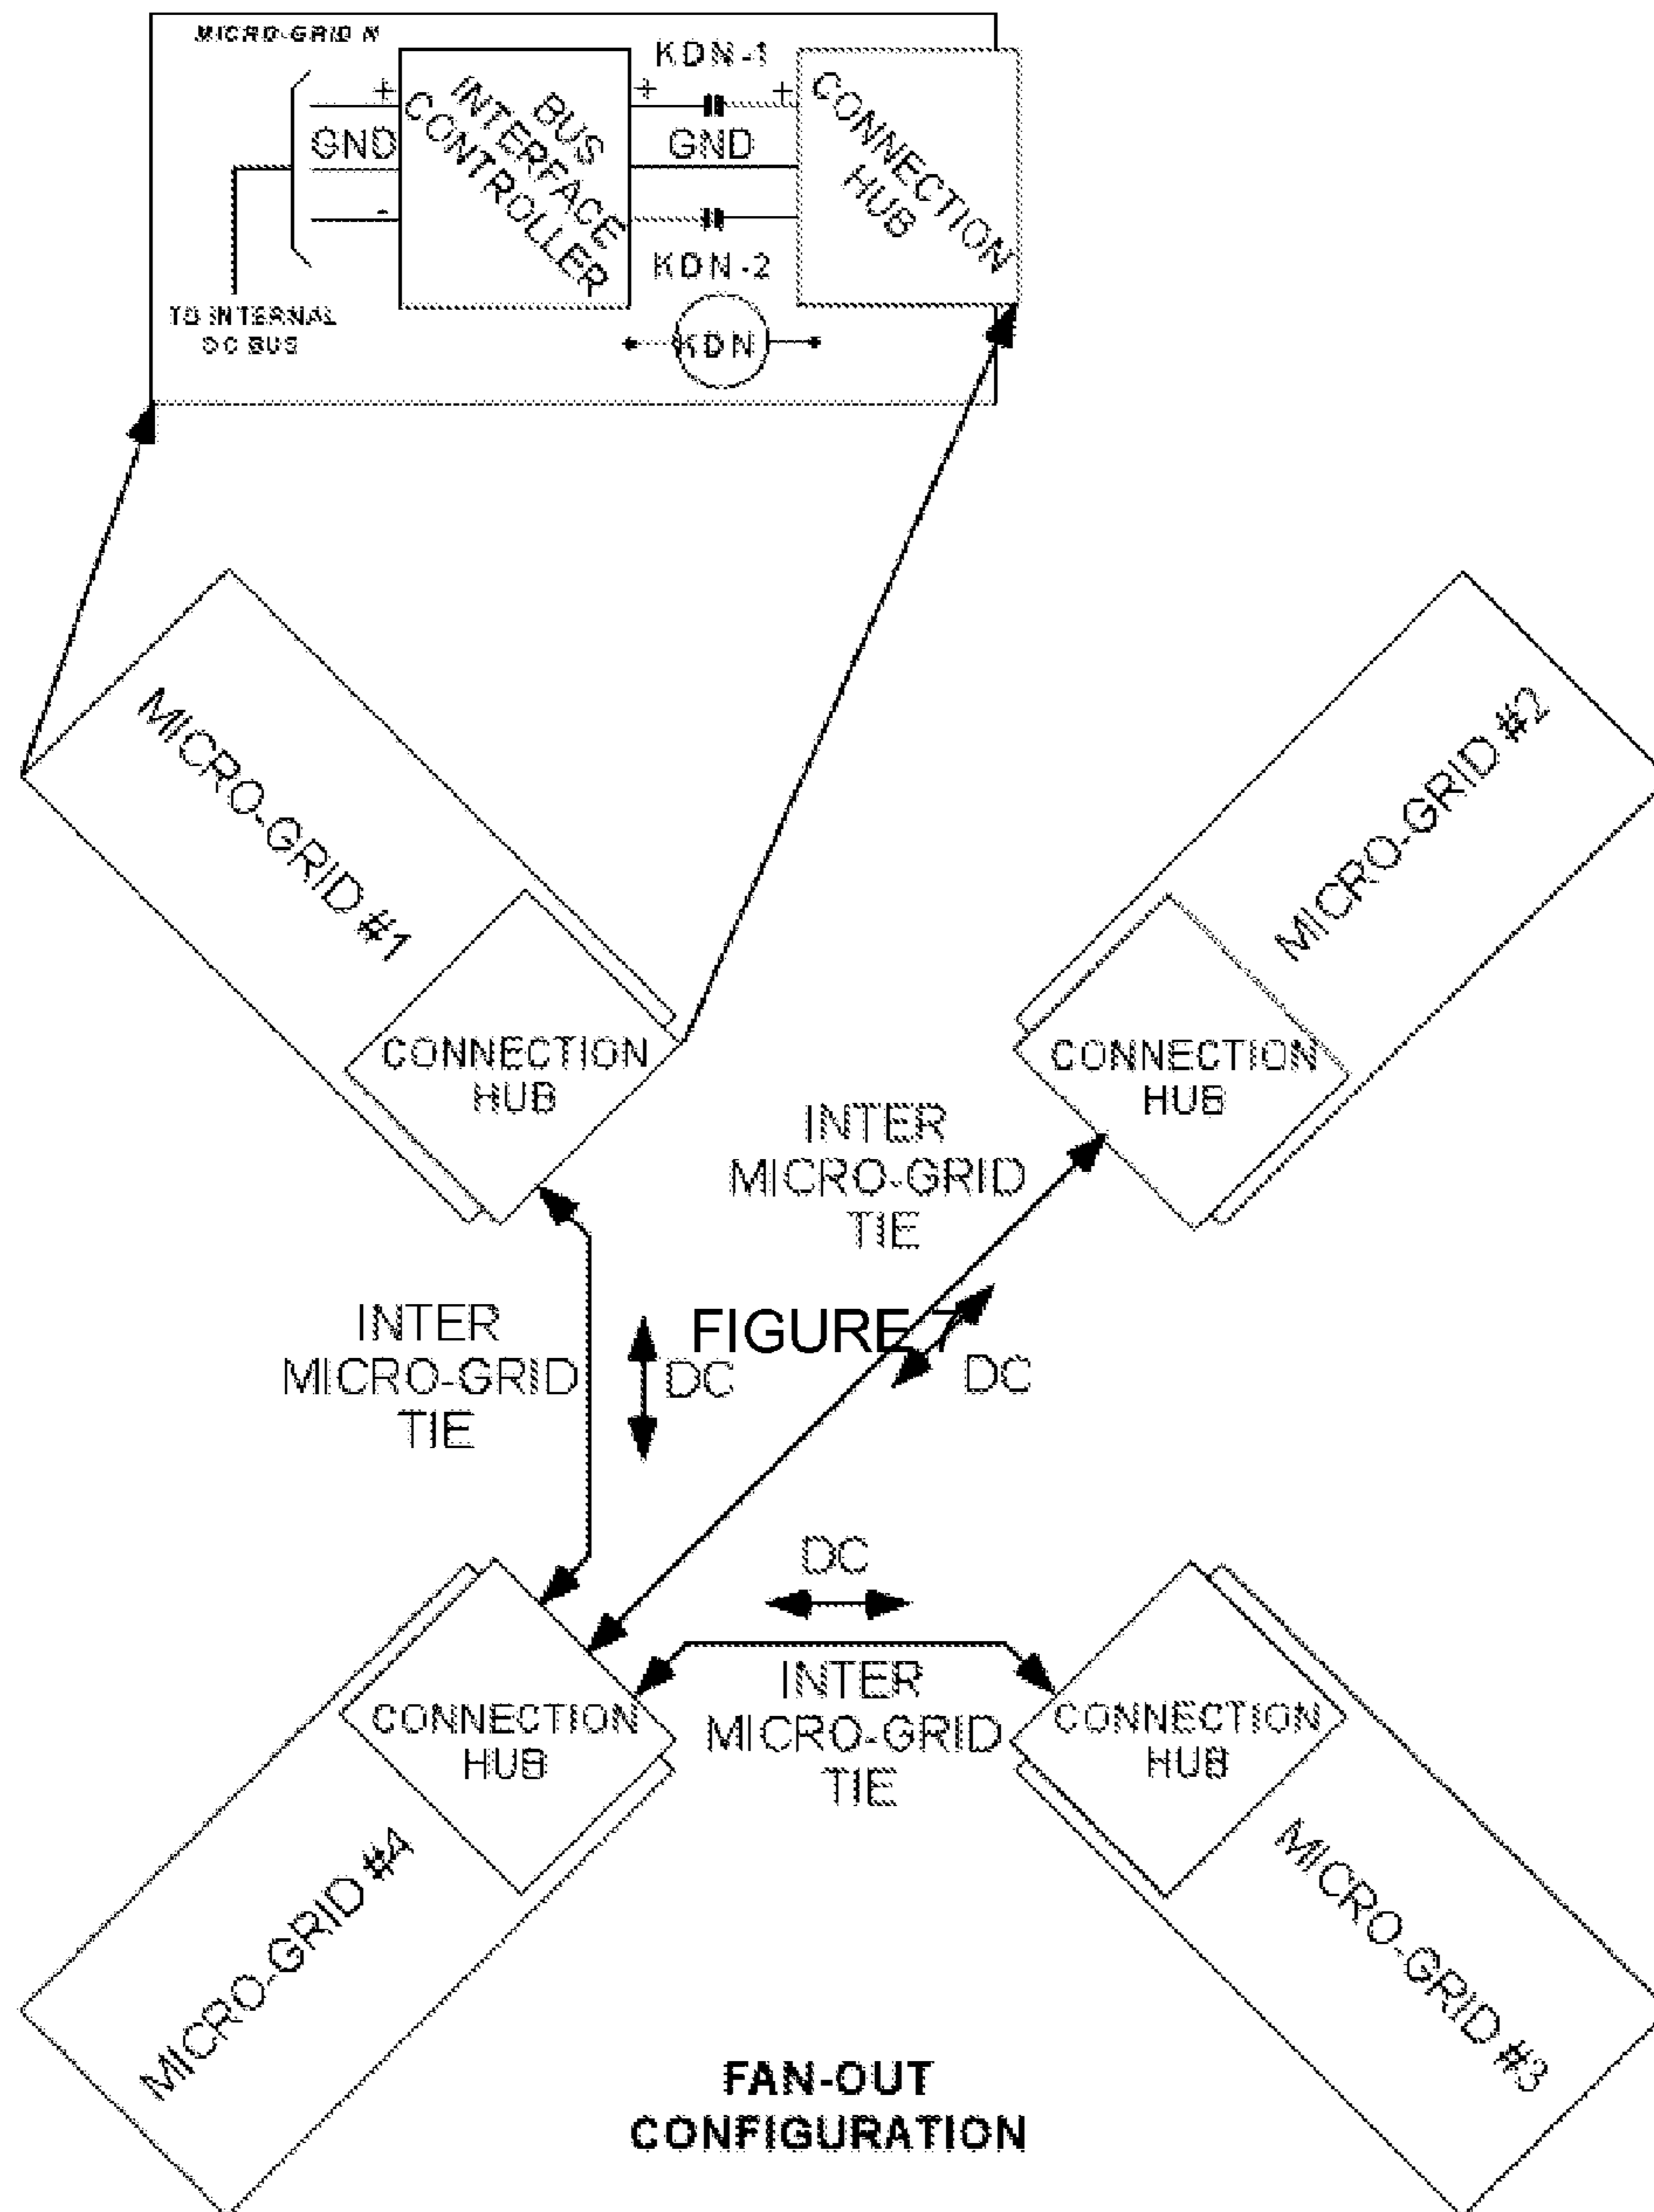 MICRO-GRID N
KDN-1
+
+
+
BUS
INTERFACE
CONTROLLER
CONNECTION
HUB
GND
GND
-
KDN-2
TO INTERNAL
DC BUS
KDN
MICRO-GRID #1
MICRO-GRID #2
CONNECTION
HUB
CONNECTION
HUB
INTER
MICRO-GRID
TIE
INTER
MICRO-GRID
TIE
FIGURE 7
DC
DC
DC
INTER
MICRO-GRID
TIE
CONNECTION
HUB
CONNECTION
HUB
MICRO-GRID #4
MICRO-GRID #3
FAN-OUT
CONFIGURATION